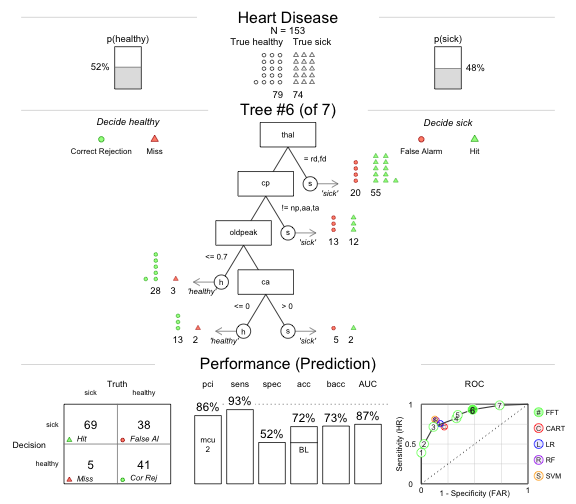 Heart Disease
N = 153
p(healthy)
True healthy
True sick
p(sick)
52%
48%
79
74
Tree #6 (of 7)
Decide healthy
Decide sick
Correct Rejection
Miss
False Alarm
Hit
thal
= rd,fd
cp
s
'sick'
20
55
!= np,aa,ta
oldpeak
s
'sick'
13
12
<= 0.7
h
'healthy'
28
3
ca
<= 0
> 0
h
'healthy'
13
2
s
'sick'
5
2
Performance (Prediction)
Truth
sick
healthy
Decision
sick
69
38
Hit
False Al
healthy
5
41
Miss
Cor Rej
pci
sens
spec
acc
bacc
AUC
86%
93%
52%
72%
73%
87%
mcu
2
BL
ROC
Sensitivity (HR)
1
0
0
1
1 - Specificity (FAR)
1
2
3
4
5
6
7
# FFT
C CART
L LR
R RF
S SVM